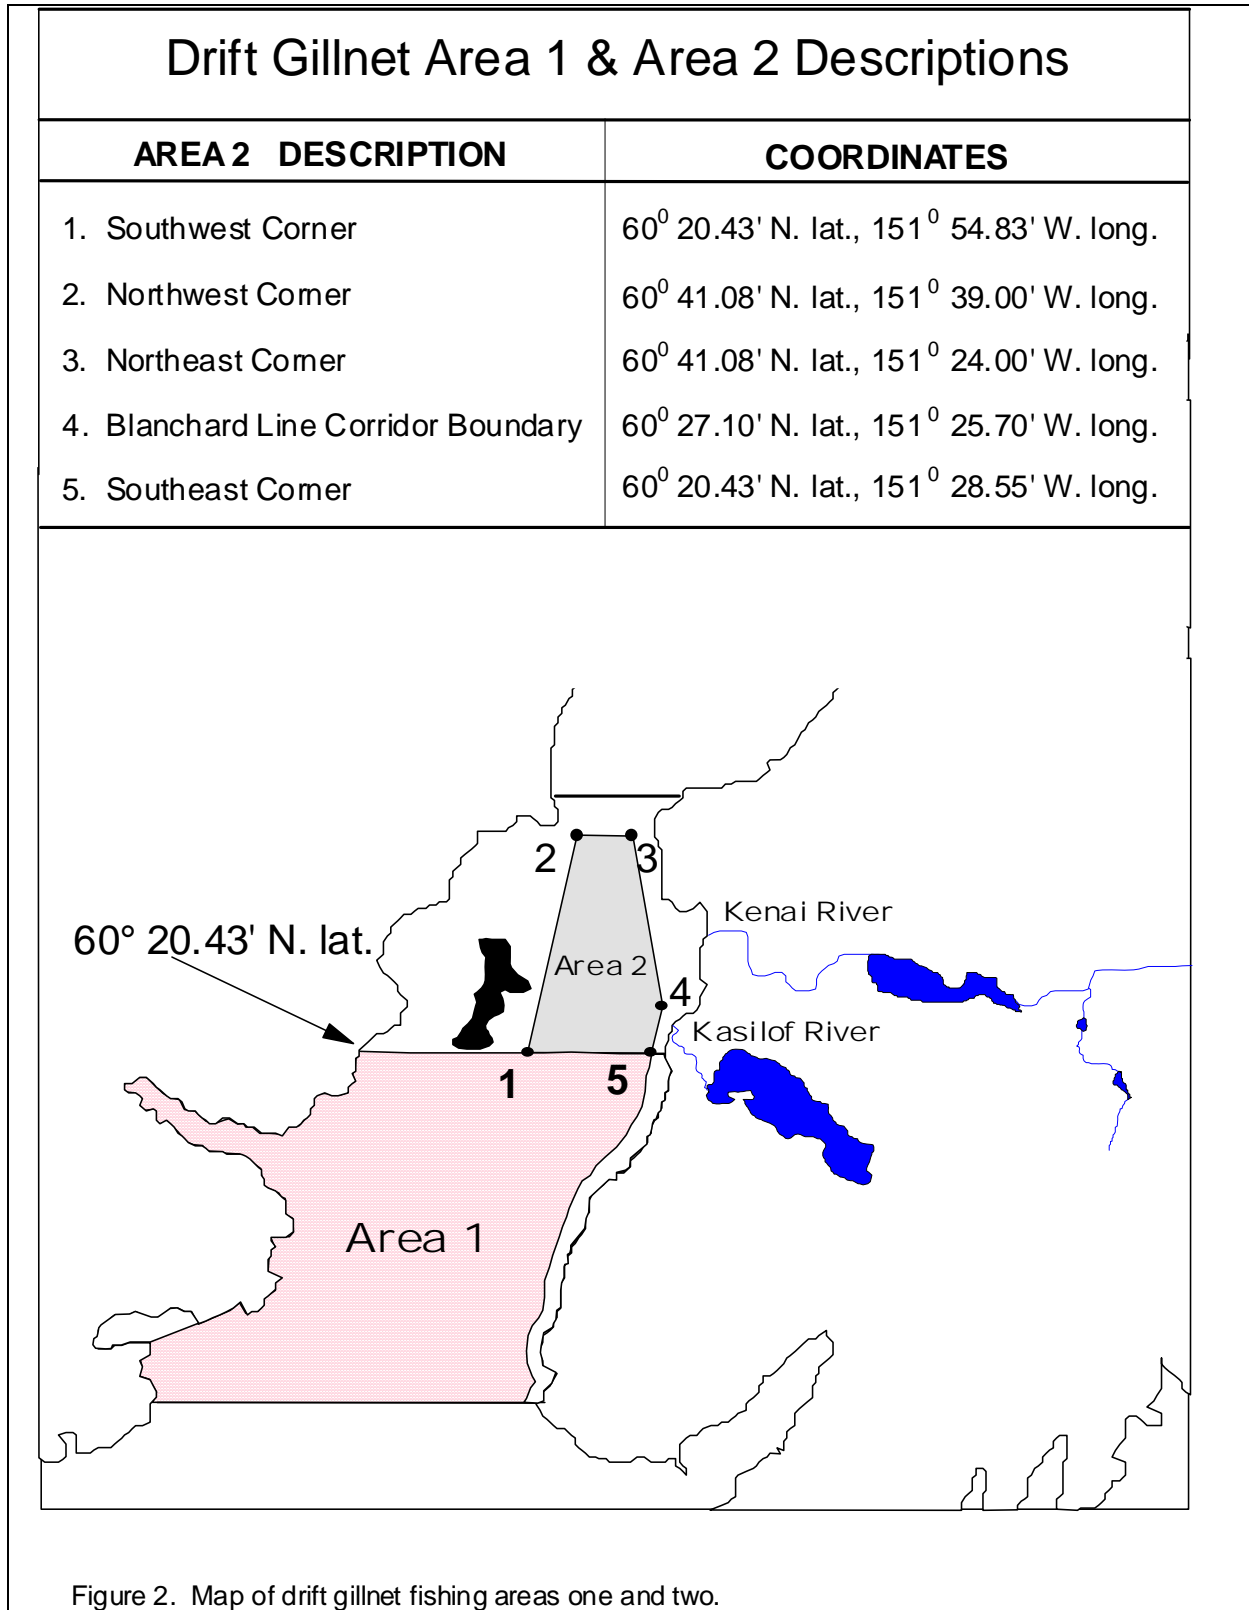 Drift Gillnet Area 1 & Area 2 Descriptions
AREA 2 DESCRIPTION COORDINATES
1. Southwest Corner 60⁰ 20.43' N. lat., 151⁰ 54.83' W. long.
2. Northwest Corner 60⁰ 41.08' N. lat., 151⁰ 39.00' W. long.
3. Northeast Corner 60⁰ 41.08' N. lat., 151⁰ 24.00' W. long.
4. Blanchard Line Corridor Boundary 60⁰ 27.10' N. lat., 151⁰ 25.70' W. long.
5. Southeast Corner 60⁰ 20.43' N. lat., 151⁰ 28.55' W. long.
2 3
Kenai River
60° 20.43' N. lat.
Area 2
4
Kasilof River
1 5
Area 1
Figure 2. Map of drift gillnet fishing areas one and two.